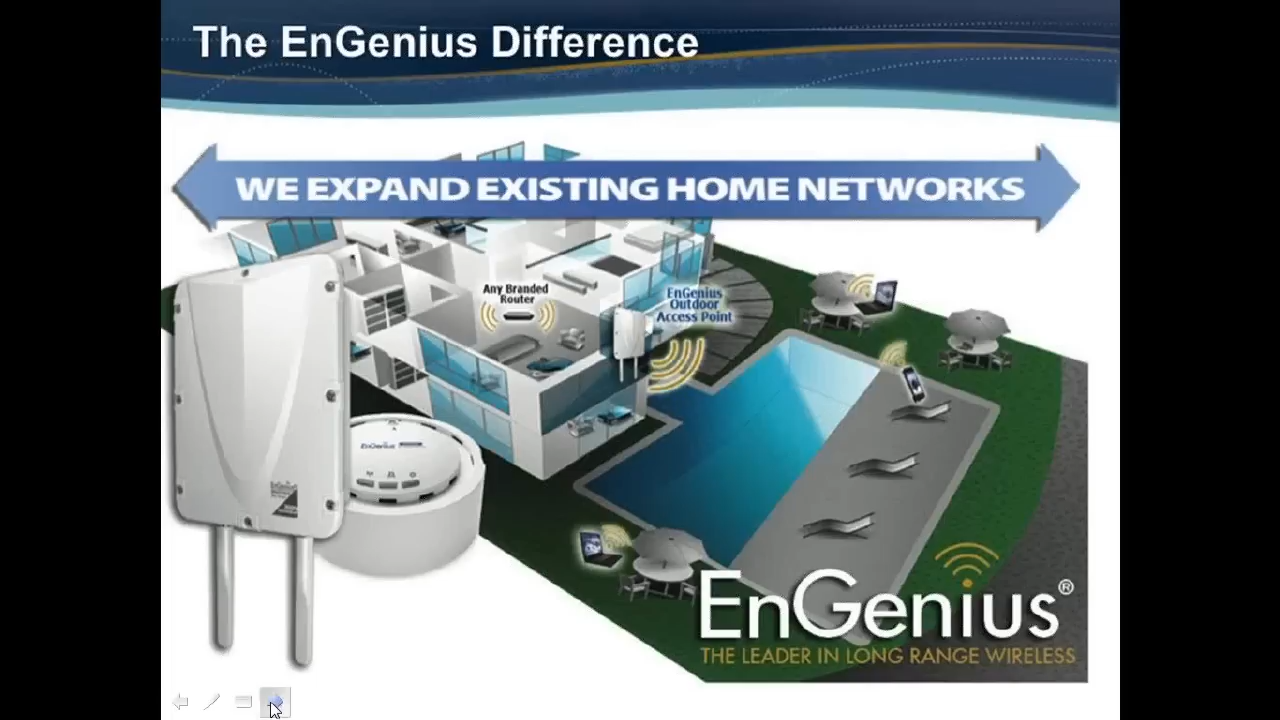 The EnGenius Difference
WE EXPAND EXISTING HOME NETWORKS
Any Branded
Router
EnGenius
Outdoor
Access Point
EnGenius
EnGenius
EnGenius®
THE LEADER IN LONG RANGE WIRELESS